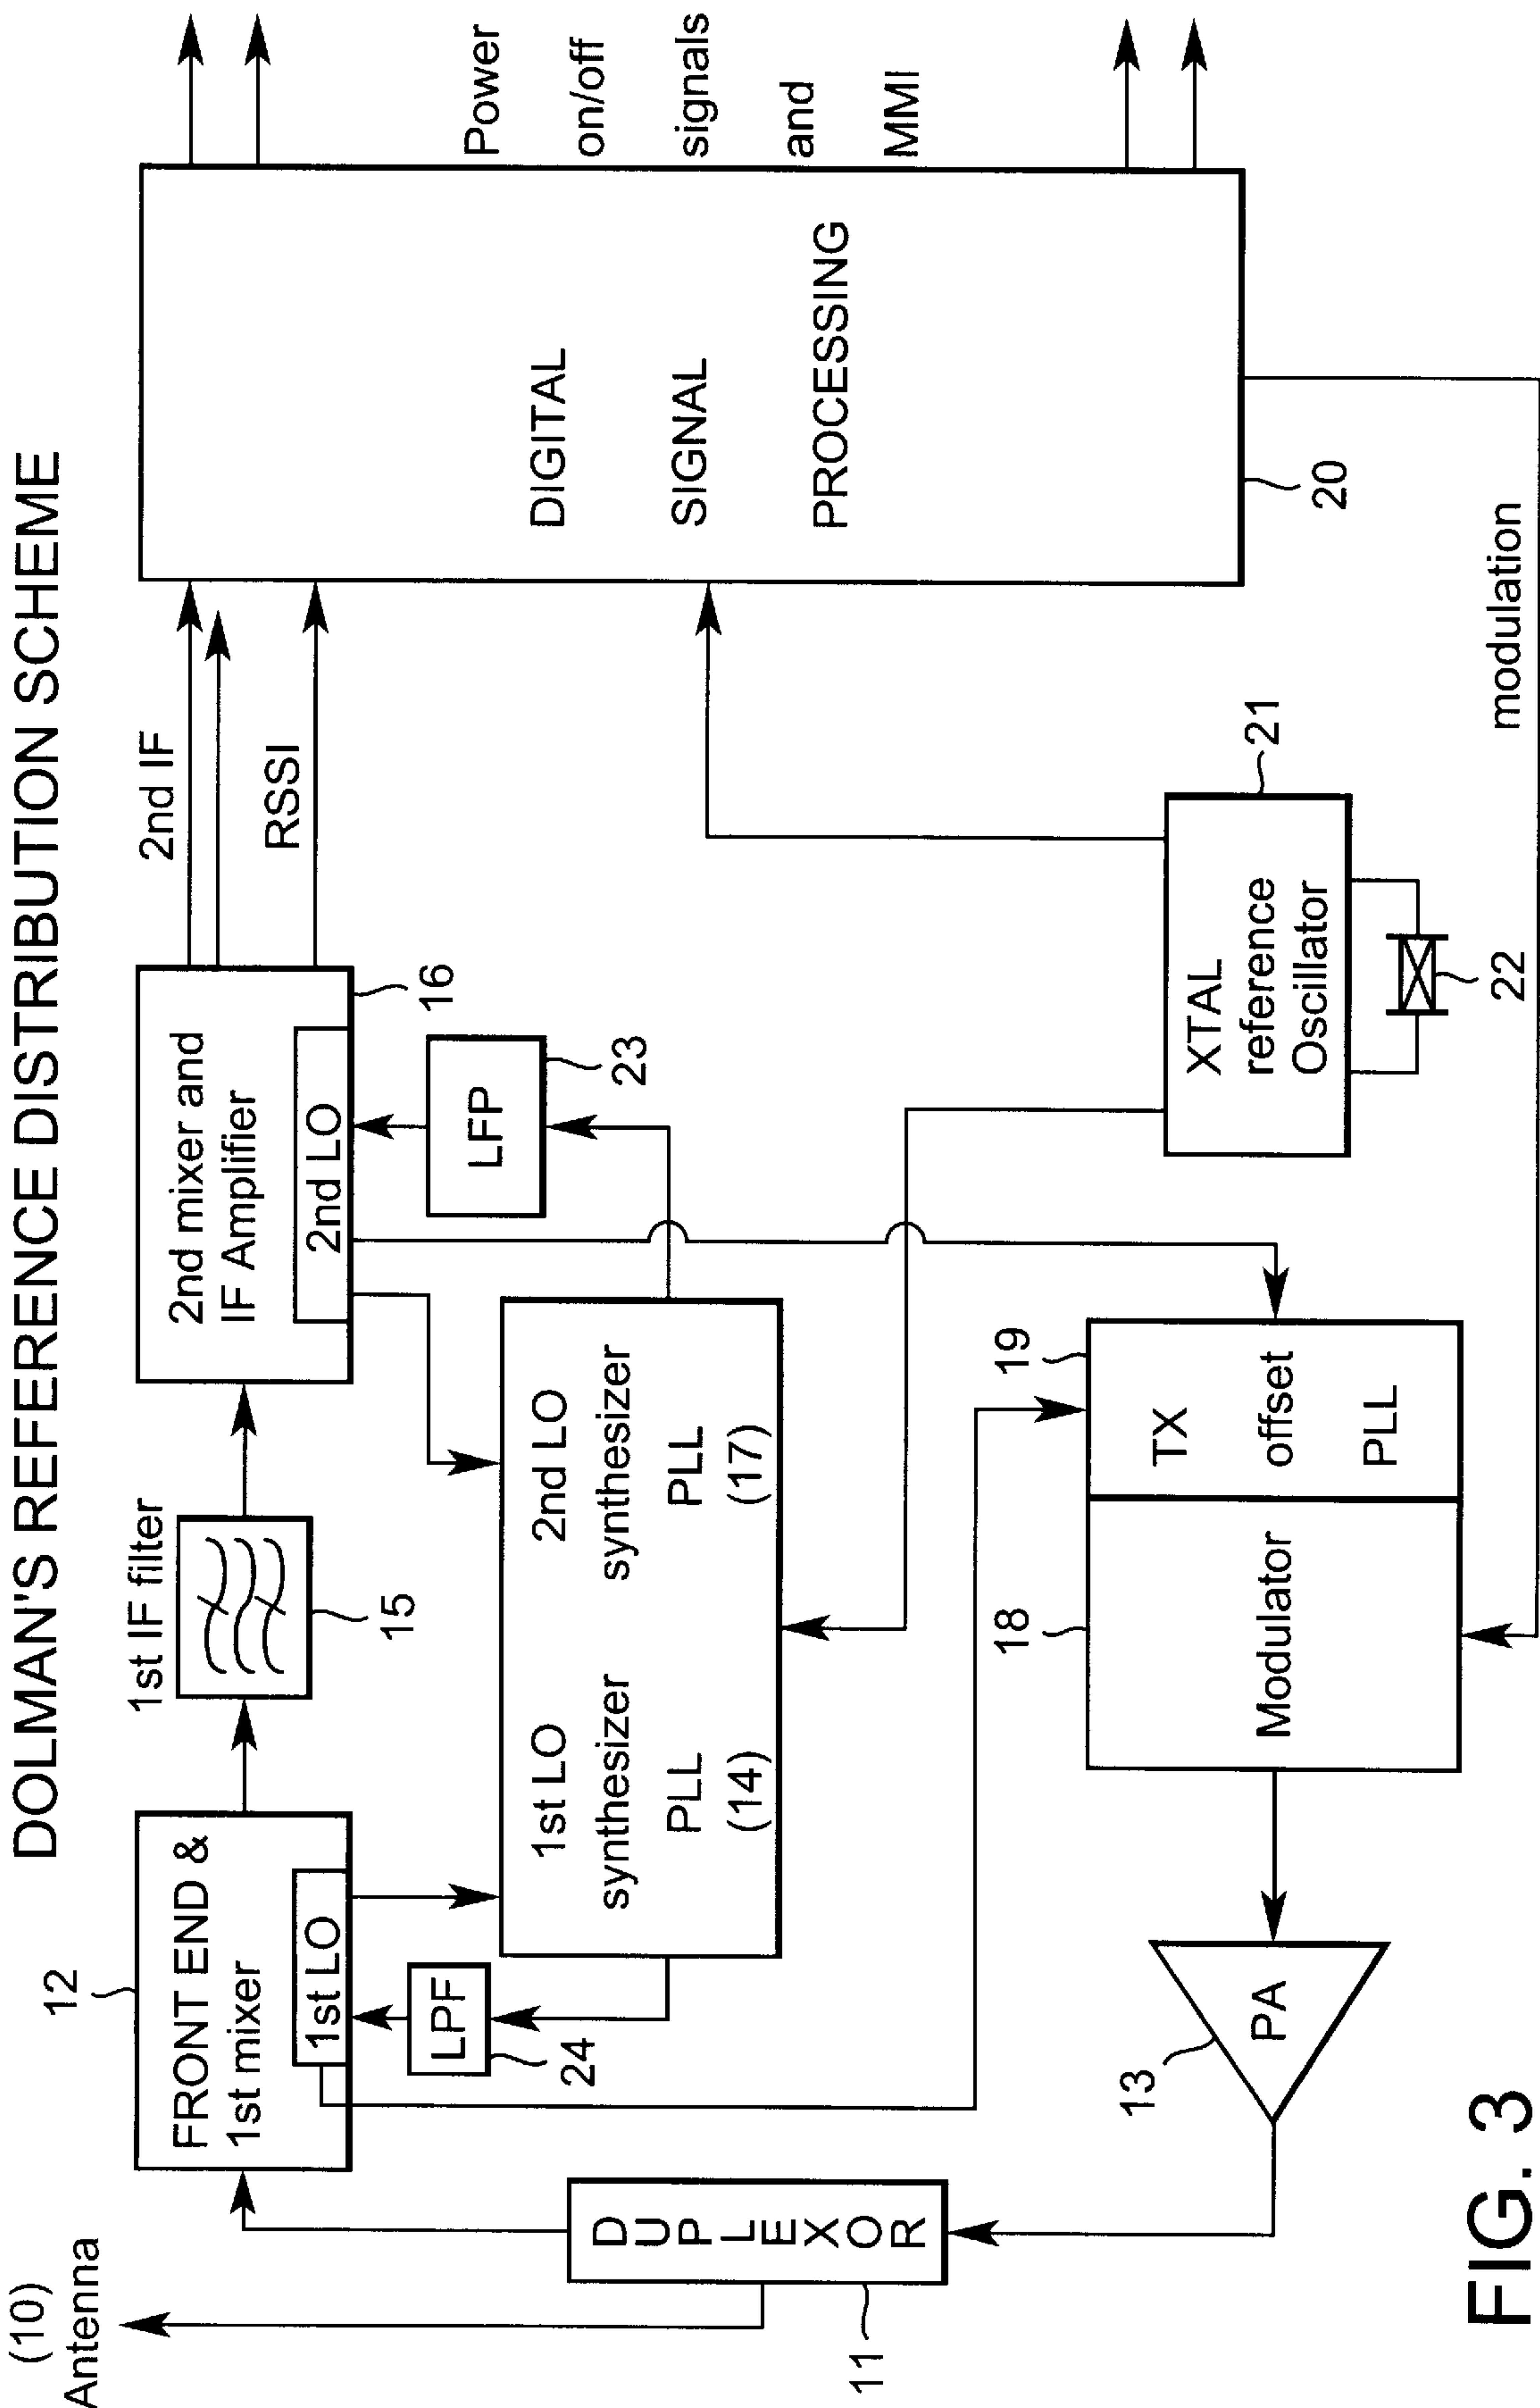 DOLMAN'S REFERENCE DISTRIBUTION SCHEME
(10)
Antenna
12
FRONT END &
1st mixer
1st LO
1st IF filter
15
2nd mixer and
IF Amplifier
2nd LO
16
2nd IF
RSSI
LPF
24
LFP
23
1st LO
synthesizer
PLL
(14)
2nd LO
synthesizer
PLL
(17)
DIGITAL
SIGNAL
PROCESSING
20
Power
on/off
signals
and
MMI
DUPLEXOR
11
13
PA
18
Modulator
19
TX
offset
PLL
XTAL
reference
Oscillator
21
22
modulation
FIG. 3